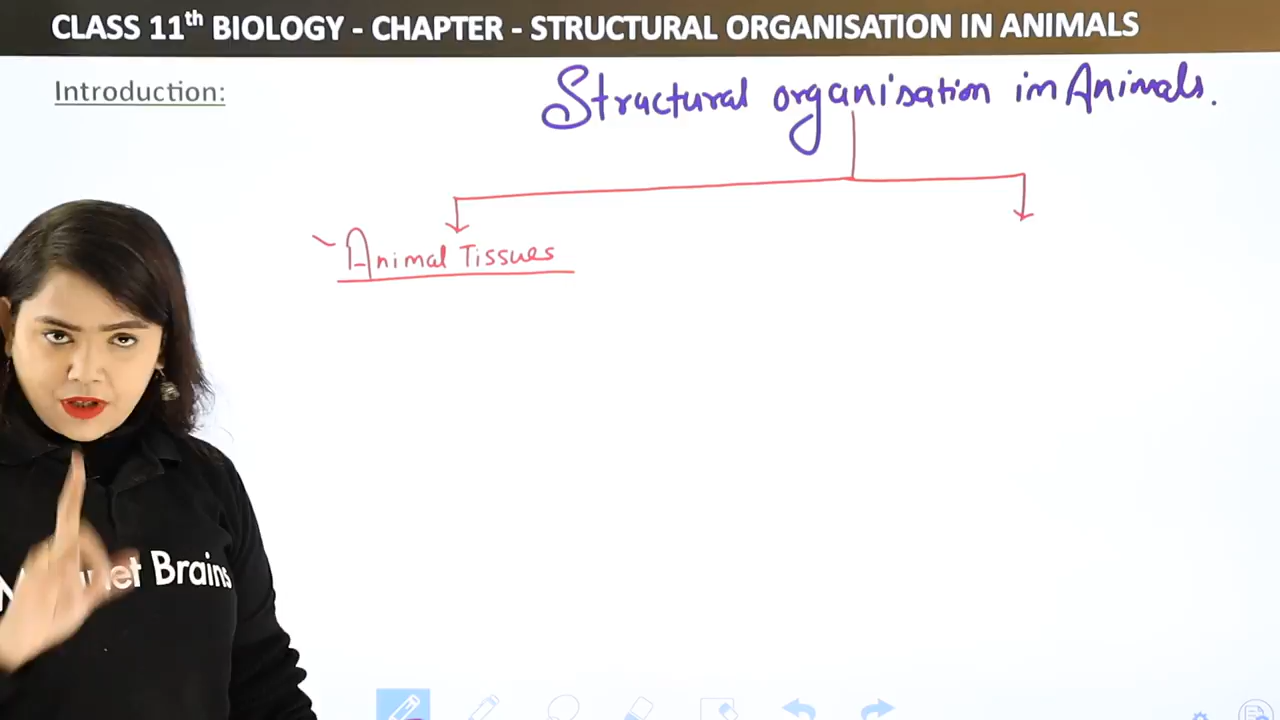 CLASS 11th BIOLOGY - CHAPTER - STRUCTURAL ORGANISATION IN ANIMALS
Introduction:
Structural organisation in Animals.
Animal Tissues
Brains